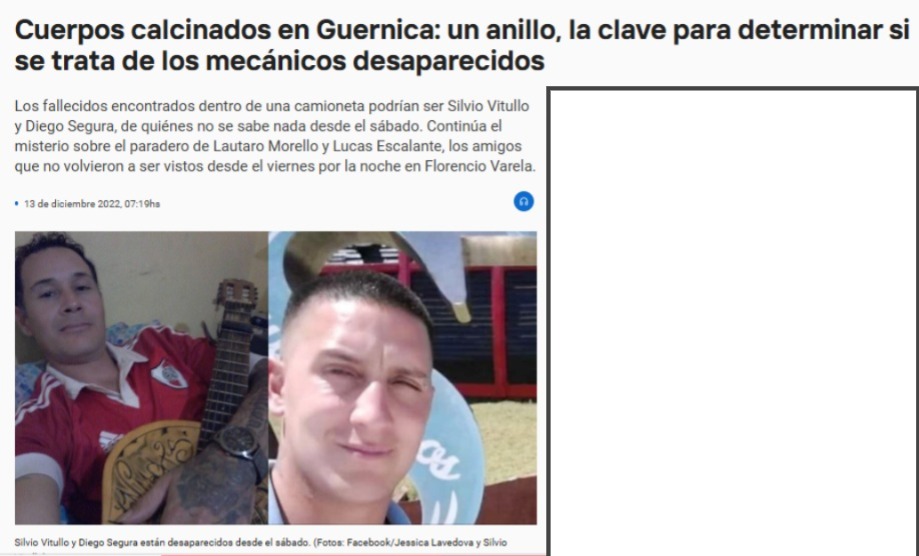 Cuerpos calcinados en Guernica: un anillo, la clave para determinar si
se trata de los mecánicos desaparecidos
Los fallecidos encontrados dentro de una camioneta podrían ser Silvio Vitullo
y Diego Segura, de quiénes no se sabe nada desde el sábado. Continúa el
misterio sobre el paradero de Lautaro Morello y Lucas Escalante, los amigos
que no volvieron a ser vistos desde el viernes por la noche en Florencio Varela.
13 de diciembre 2022, 07:19hs
os
Silvio Vitullo y Diego Segura están desaparecidos desde el sábado. (Fotos: Facebook/Jessica Lavedova y Silvio